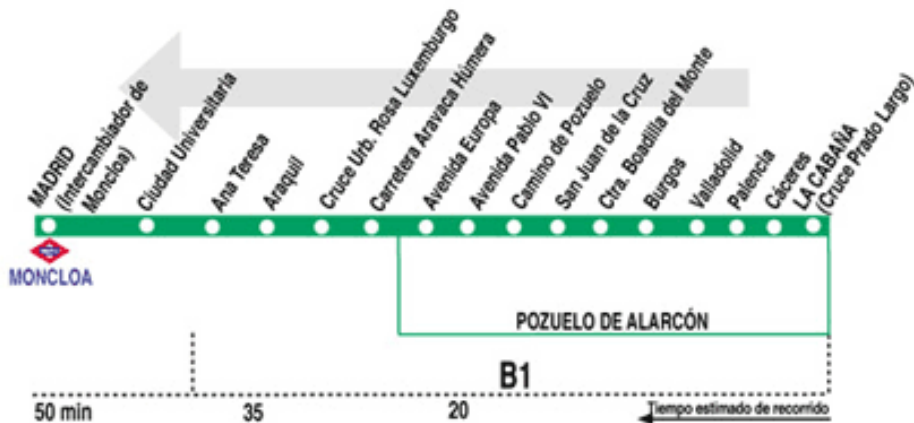 MADRID
(Intercambiador de
Moncloa)
Ciudad Universitaria
Ana Teresa
Araquil
Cruce Urb. Rosa Luxemburgo
Carretera Aravaca Húmera
Avenida Europa
Avenida Pablo VI
Camino de Pozuelo
San Juan de la Cruz
Ctra. Boadilla del Monte
Burgos
Valladolid
Palencia
Cáceres
LA CABAÑA
(Cruce Prado Largo)
MONCLOA
POZUELO DE ALARCÓN
B1
50 min 35 20 Tiempo estimado de recorrido